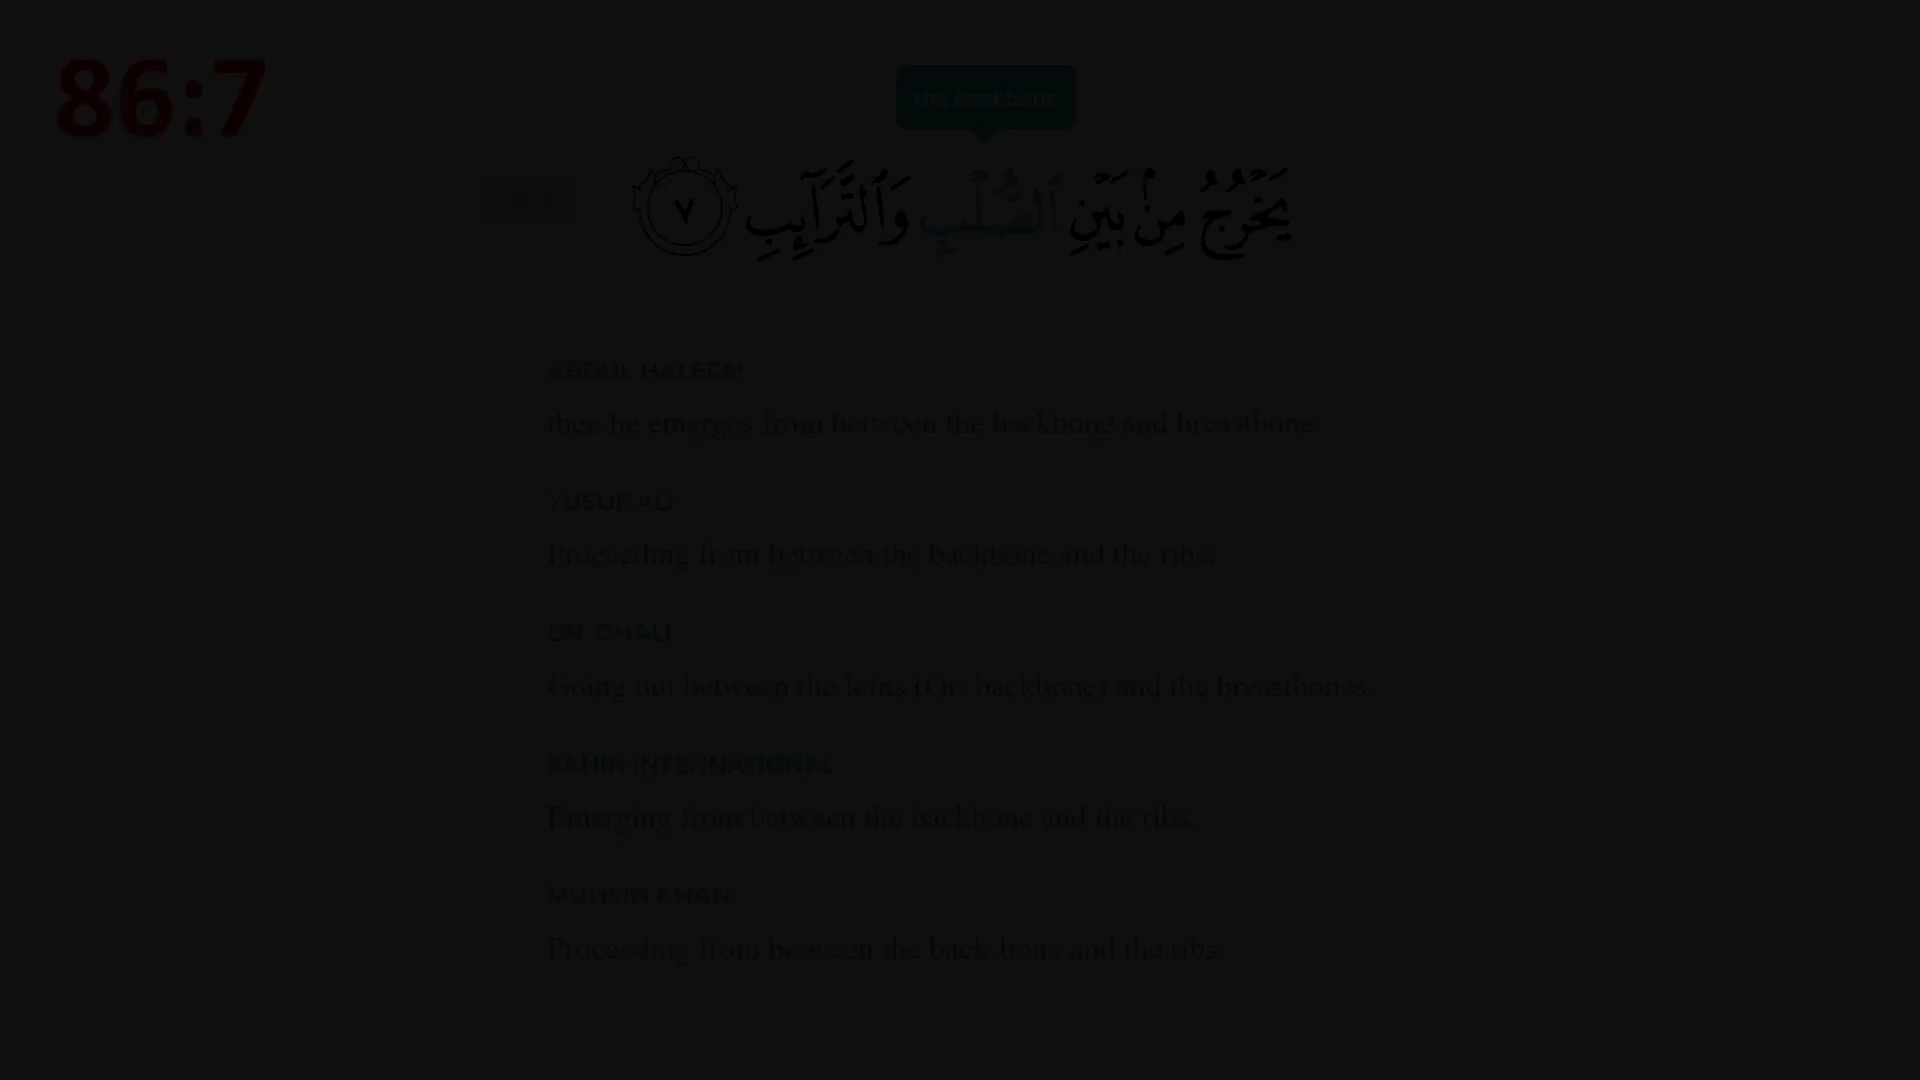 86:7
the backbone
يَخْرُجُ مِنۢ بَيْنِ ٱلصُّلْبِ وَٱلتَّرَآئِبِ ٧
ABDUL HALEEM
then he emerges from between the backbone and breastbone:
YUSUF ALI
Proceeding from between the backbone and the ribs:
DR. GHALI
Going out between the loins (Or: backbone) and the breastbones.
SAHIH INTERNATIONAL
Emerging from between the backbone and the ribs.
MUHSIN KHAN
Proceeding from between the back-bone and the ribs,